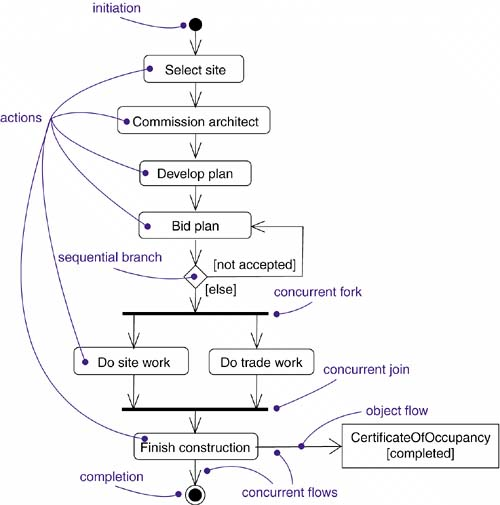 initiation
Select site
actions
Commission architect
Develop plan
Bid plan
sequential branch
[not accepted]
[else]
concurrent fork
Do site work
Do trade work
concurrent join
object flow
Finish construction
CertificateOfOccupancy
[completed]
completion
concurrent flows